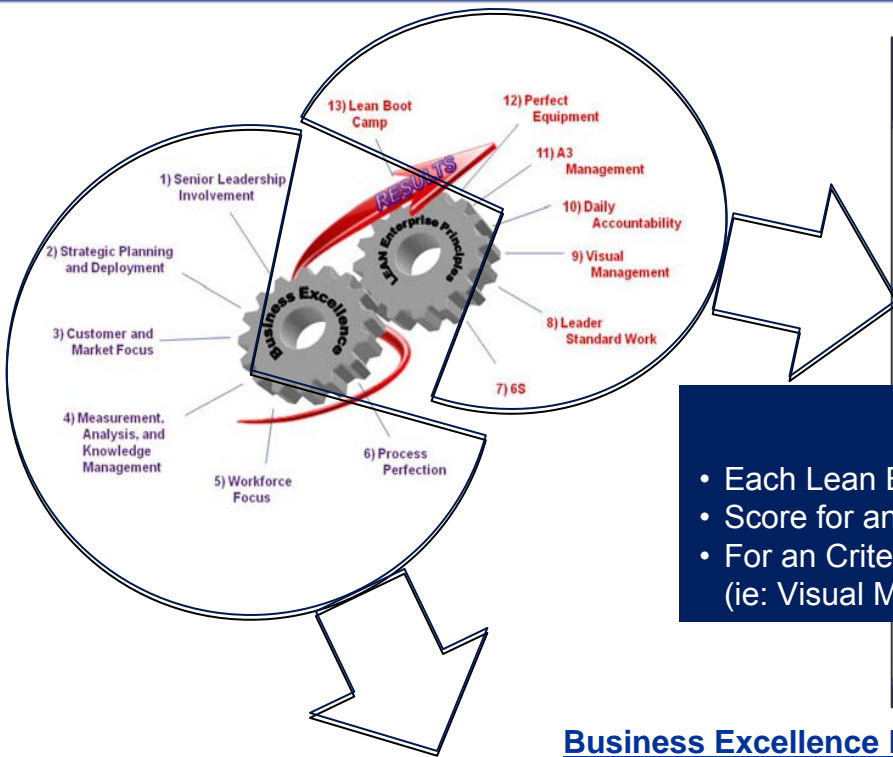 13) Lean Boot
Camp
12) Perfect
Equipment
11) A3
Management
10) Daily
Accountability
9) Visual
Management
8) Leader
Standard Work
7) 6S
RESULTS
LEAN Enterprise Principles
Business Excellence
1) Senior Leadership
Involvement
2) Strategic Planning
and Deployment
3) Customer and
Market Focus
4) Measurement,
Analysis, and
Knowledge
Management
5) Workforce
Focus
6) Process
Perfection
• Each Lean
• Score for
• For an
(ie: Visual
Business Excellence